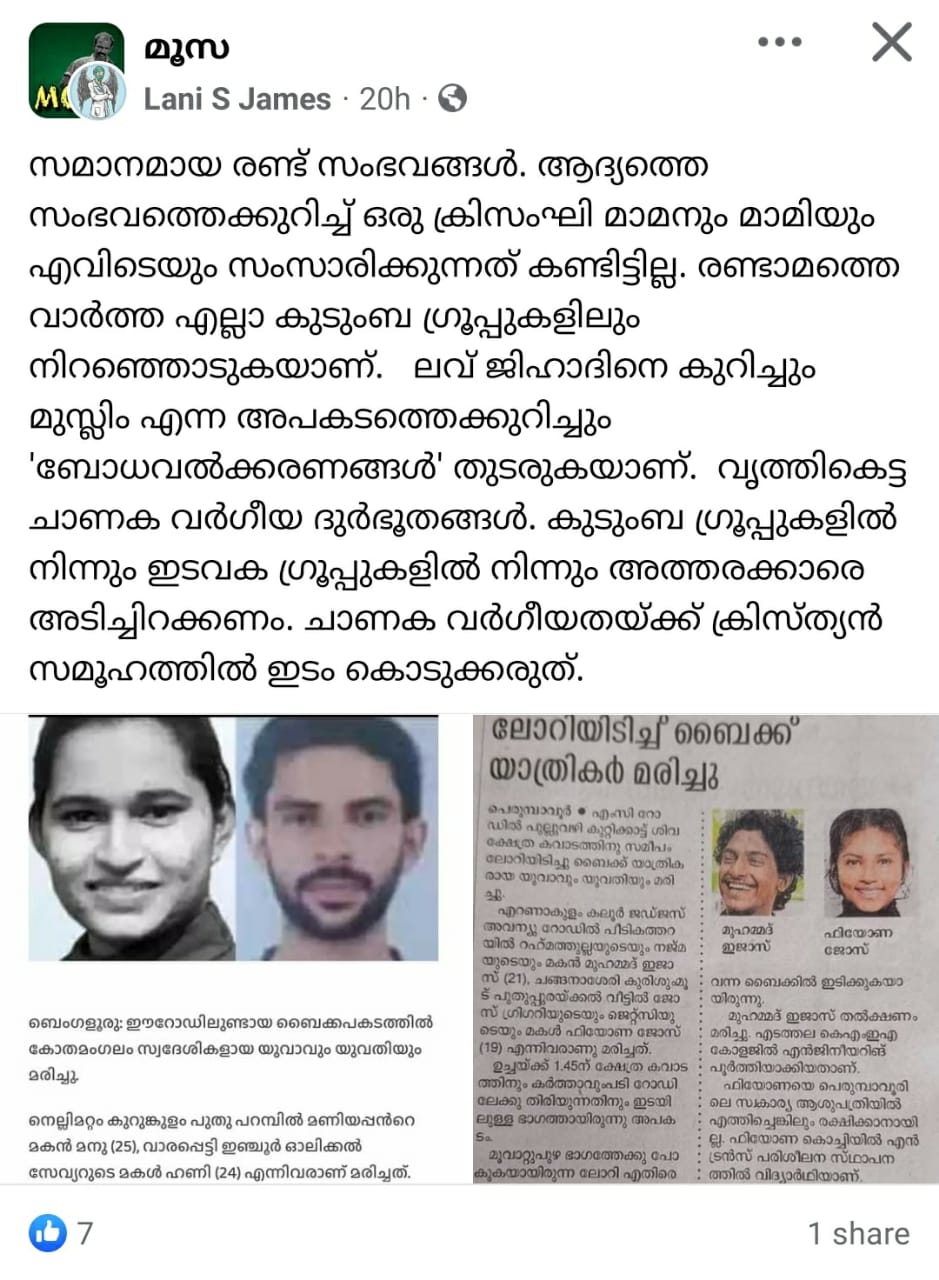 മൂസ
Lani S James · 20h ·
സമാനമായ രണ്ട് സംഭവങ്ങൾ. ആദ്യത്തെ
സംഭവത്തെക്കുറിച്ച് ഒരു ക്രിസംഘി മാമനും മാമിയും
എവിടെയും സംസാരിക്കുന്നത് കണ്ടിട്ടില്ല. രണ്ടാമത്തെ
വാർത്ത എല്ലാ കുടുംബ ഗ്രൂപ്പുകളിലും
നിറഞ്ഞൊടുകയാണ്. ലവ് ജിഹാദിനെ കുറിച്ചും
മുസ്ലിം എന്ന അപകടത്തെക്കുറിച്ചും
'ബോധവൽക്കരണങ്ങൾ' തുടരുകയാണ്. വൃത്തികെട്ട
ചാണക വർഗീയ ദുർഭൂതങ്ങൾ. കുടുംബ ഗ്രൂപ്പുകളിൽ
നിന്നും ഇടവക ഗ്രൂപ്പുകളിൽ നിന്നും അത്തരക്കാരെ
അടിച്ചിറക്കണം. ചാണക വർഗീയതയ്ക്ക് ക്രിസ്ത്യൻ
സമൂഹത്തിൽ ഇടം കൊടുക്കരുത്.
ബെംഗളൂരു: ഈറോഡിലുണ്ടായ ബൈക്കപകടത്തിൽ
കോതമംഗലം സ്വദേശികളായ യുവാവും യുവതിയും
മരിച്ചു.
നെല്ലിമറ്റം കുറുങ്കുളം പുതു പറമ്പിൽ മണിയപ്പൻറെ
മകൻ മനു (25), വാരപ്പെട്ടി ഇഞ്ചൂർ ഓലിക്കൽ
സേവ്യറുടെ മകൾ ഹണി (24) എന്നിവരാണ് മരിച്ചത്.
ലോറിയിടിച്ച് ബൈക്ക്
യാത്രികർ മരിച്ചു
പെരുമ്പാവൂർ ● എംസി റോ
ഡിൽ പുല്ലുവഴി കുറ്റിക്കാട്ട് ശിവ
ക്ഷേത്ര കവാടത്തിനു സമീപം
ലോറിയിടിച്ചു ബൈക്ക് യാത്രിക
രായ യുവാവും യുവതിയും മരി
ച്ചു.
എറണാകുളം കലൂർ ജഡ്ജസ്
അവന്യൂ റോഡിൽ പീടികത്തറ
യിൽ റഹ്മത്തുല്ലയുടെയും നജ്മ
യുടെയും മകൻ മുഹമ്മദ് ഇജാ
സ് (21), ചങ്ങനാശേരി കുരിശുംമൂ
ട് പുതുപ്പുരയ്ക്കൽ വീട്ടിൽ ജോ
സ് ഗ്രിഗറിയുടെയും ജെറ്റ്സിയു
ടെയും മകൾ ഫിയോണ ജോസ്
(19) എന്നിവരാണു മരിച്ചത്.
ഉച്ചയ്ക്ക് 1.45ന് ക്ഷേത്ര കവാട
ത്തിനും കർത്താവുംപടി റോഡി
ലേക്കു തിരിയുന്നതിനും ഇടയി
ലുള്ള ഭാഗത്തായിരുന്നു അപക
ടം.
മൂവാറ്റുപുഴ ഭാഗത്തേക്കു പോ
കുകയായിരുന്ന ലോറി എതിരെ
മുഹമ്മദ്
ഇജാസ്
ഫിയോണ
ജോസ്
വന്ന ബൈക്കിൽ ഇടിക്കുകയാ
യിരുന്നു.
മുഹമ്മദ് ഇജാസ് തൽക്ഷണം
മരിച്ചു. എടത്തല കെഎംഇഎ
കോളജിൽ എൻജിനീയറിങ്
പൂർത്തിയാക്കിയതാണ്.
ഫിയോണയെ പെരുമ്പാവൂരി
ലെ സ്വകാര്യ ആശുപത്രിയിൽ
എത്തിച്ചെങ്കിലും രക്ഷിക്കാനായി
ല്ല. ഫിയോണ കൊച്ചിയിൽ എൻ
ട്രൻസ് പരിശീലന സ്ഥാപന
ത്തിൽ വിദ്യാർഥിയാണ്.
7
1 share